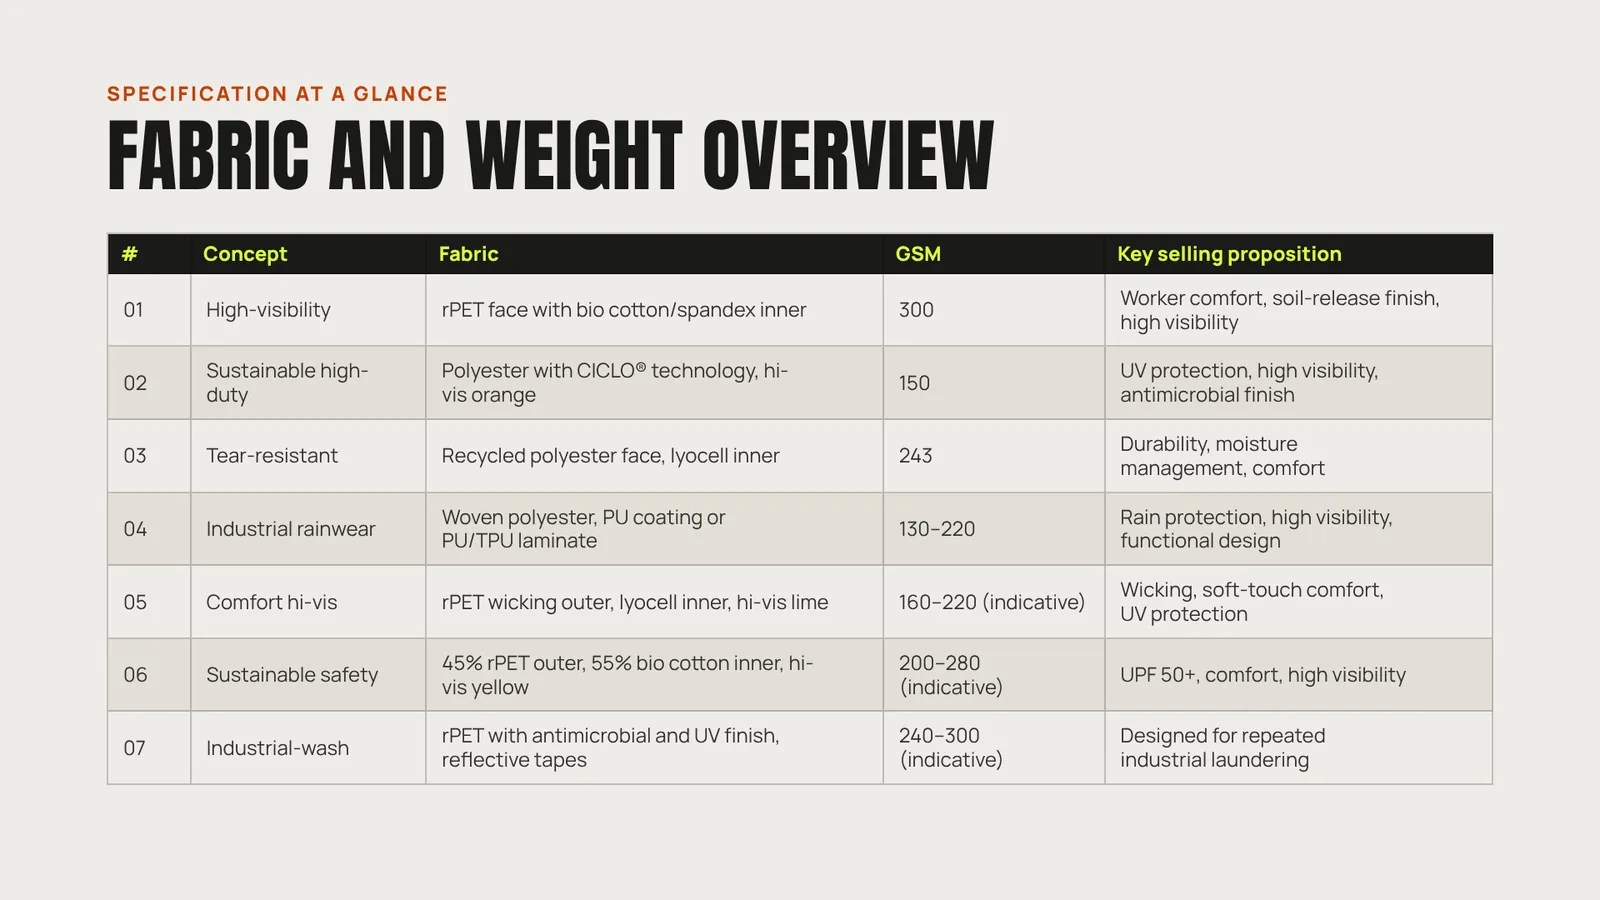 SPECIFICATION AT A GLANCE
FABRIC AND WEIGHT OVERVIEW
# Concept Fabric GSM Key selling proposition
01 High-visibility rPET face with bio cotton/spandex inner 300 Worker comfort, soil-release finish,
high visibility
02 Sustainable high-
duty Polyester with CICLO® technology, hi-
vis orange 150 UV protection, high visibility,
antimicrobial finish
03 Tear-resistant Recycled polyester face, lyocell inner 243 Durability, moisture
management, comfort
04 Industrial rainwear Woven polyester, PU coating or
PU/TPU laminate 130–220 Rain protection, high visibility,
functional design
05 Comfort hi-vis rPET wicking outer, lyocell inner, hi-vis lime 160–220 (indicative) Wicking, soft-touch comfort,
UV protection
06 Sustainable safety 45% rPET outer, 55% bio cotton inner, hi-
vis yellow 200–280
(indicative) UPF 50+, comfort, high visibility
07 Industrial-wash rPET with antimicrobial and UV finish,
reflective tapes 240–300
(indicative) Designed for repeated
industrial laundering